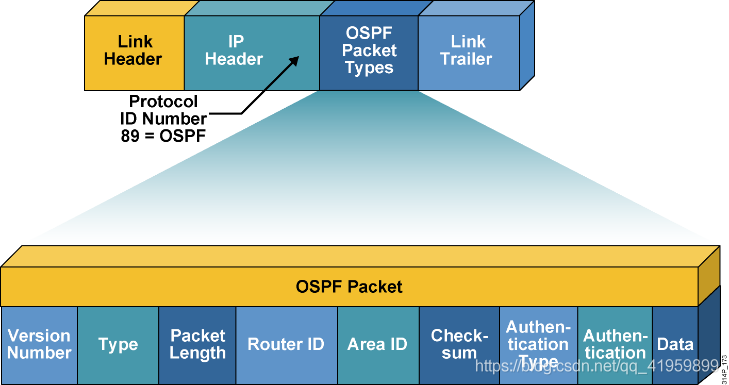 Link
Header
IP
Header
OSPF
Packet
Types
Link
Trailer
Protocol
ID Number
89 = OSPF
OSPF Packet
Version
Number
Type
Packet
Length
Router ID
Area ID
Check-
sum
Authen-
tication
Type
Authen-
tication
Data
314P_173
https://blog.csdn.net/qq_41959899